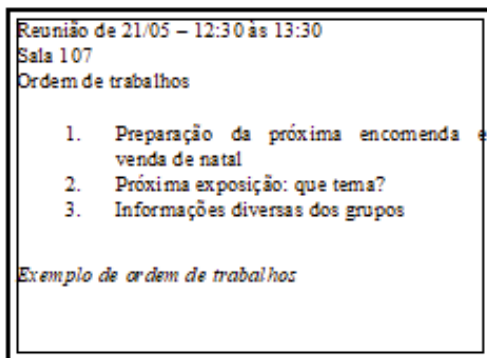 Reunião de 21/05 – 12:30 às 13:30
Sala 107
Ordem de trabalhos
1. Preparação da próxima encomenda e
venda de natal
2. Próxima exposição: que tema?
3. Informações diversas dos grupos
Exemplo de ordem de trabalhos